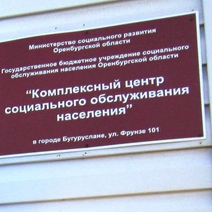 Министерство социального развития
Оренбургской области
Государственное бюджетное учреждение социального
обслуживания населения Оренбургской области
"Комплексный центр
социального обслуживания
населения"
в городе Бугуруслане, ул. Фрунзе 101